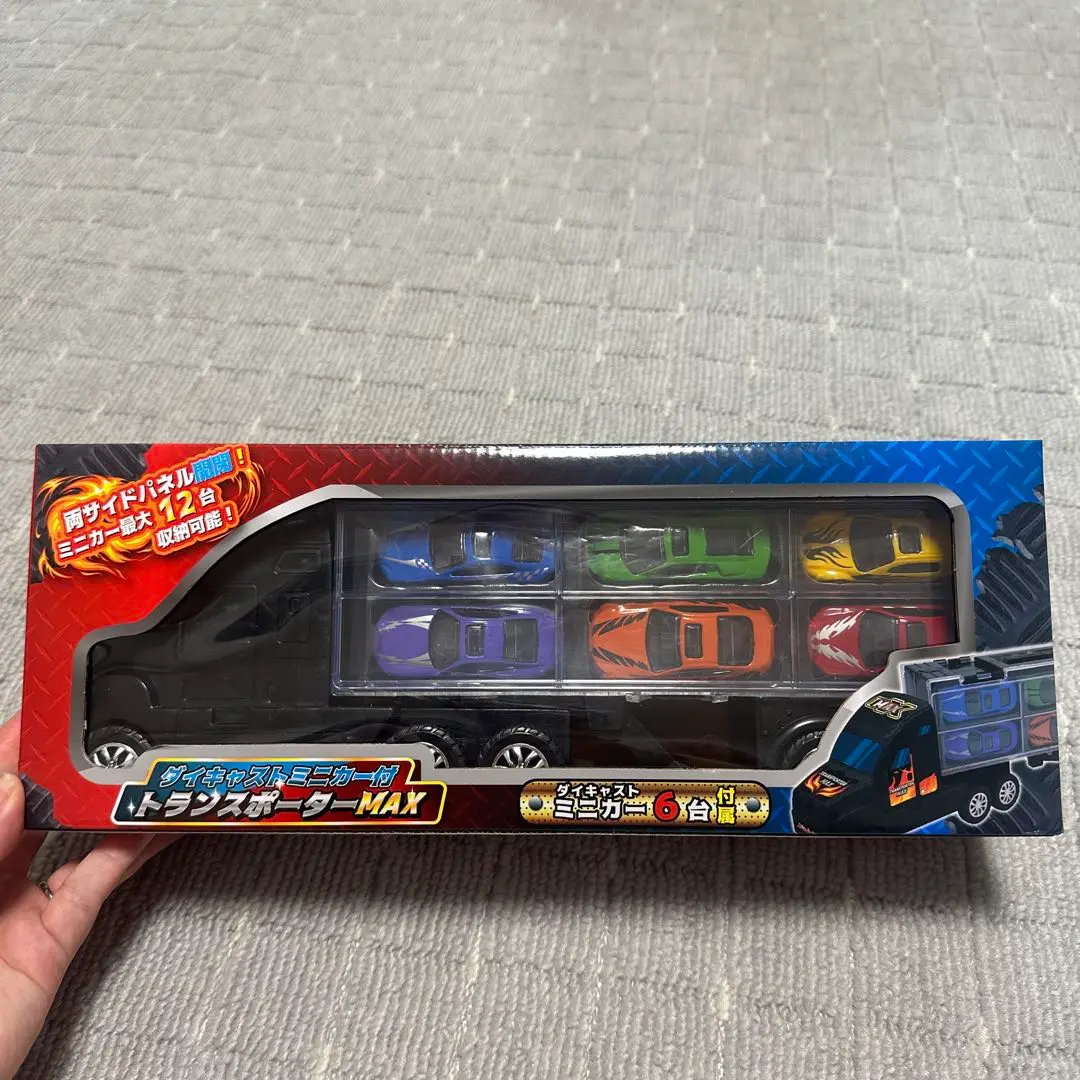 両サイドパネル開閉！
ミニカー最大12台
収納可能！
ダイキャストミニカー付
トランスポーターMAX
ダイキャスト
ミニカー6台付属
MAX